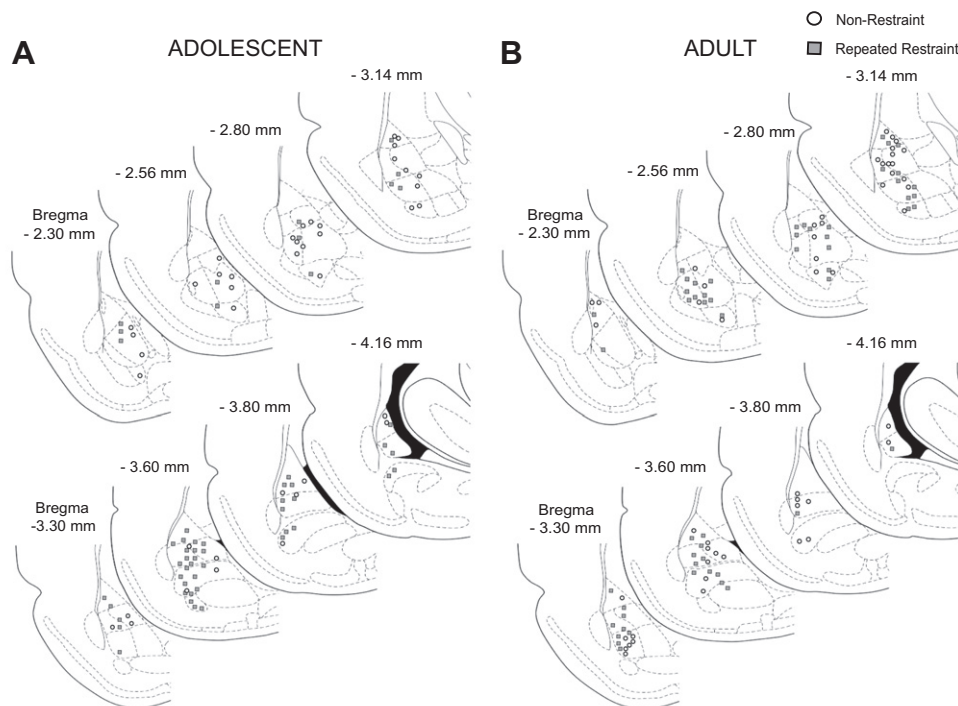 Non-Restraint
Repeated Restraint
A
ADOLESCENT
- 3.14 mm
- 2.80 mm
- 2.56 mm
Bregma
- 2.30 mm
- 4.16 mm
- 3.80 mm
- 3.60 mm
Bregma
-3.30 mm
B
ADULT
- 3.14 mm
- 2.80 mm
- 2.56 mm
Bregma
- 2.30 mm
- 4.16 mm
- 3.80 mm
- 3.60 mm
Bregma
- 3.30 mm